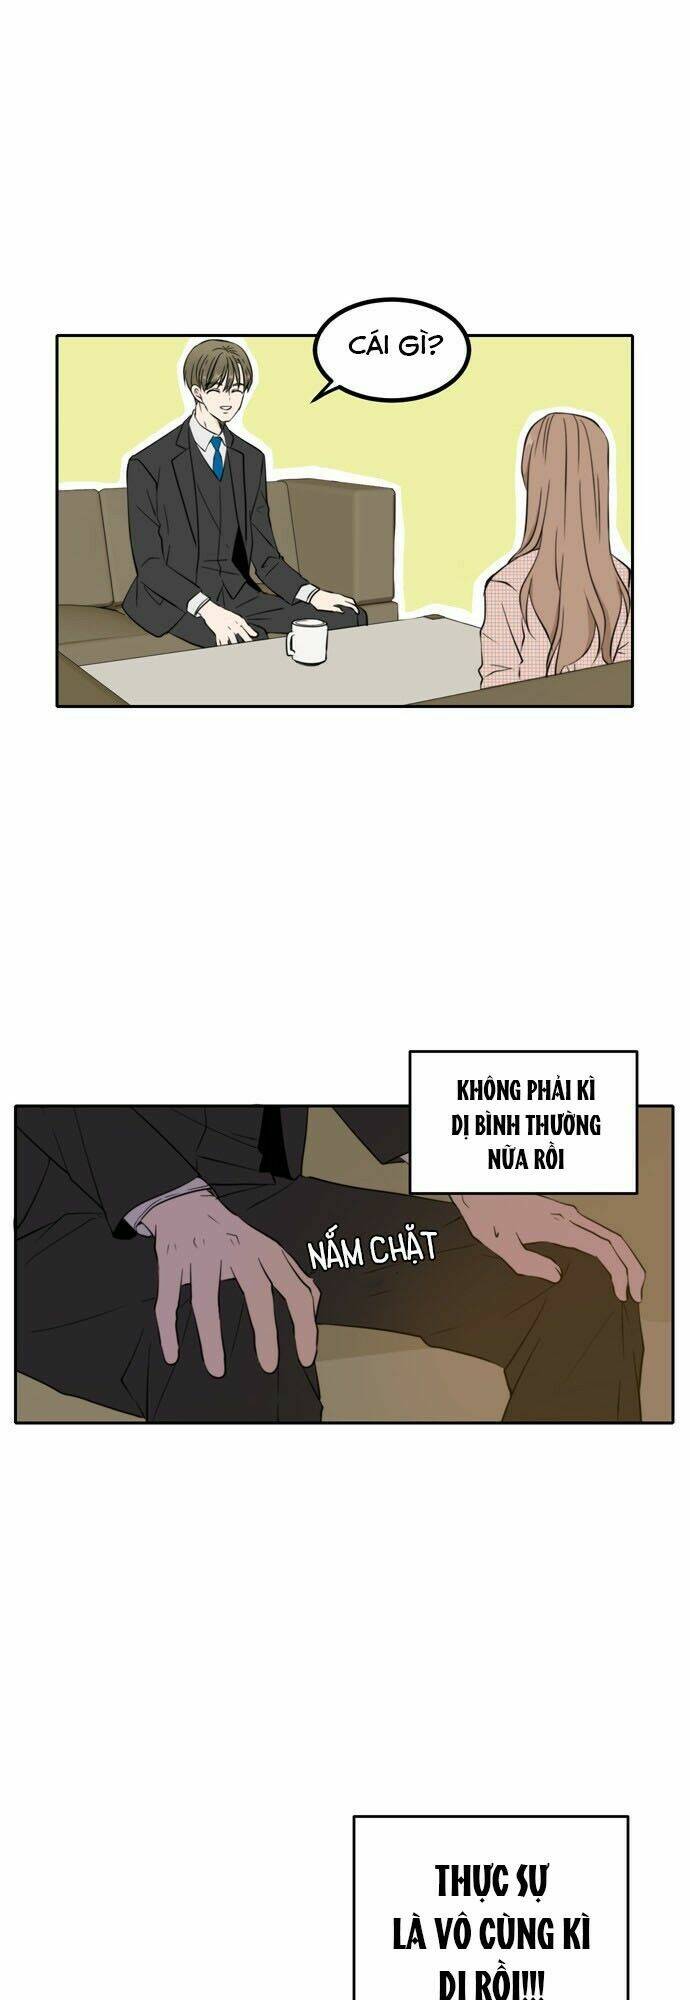 CÁI GÌ?
KHÔNG PHẢI KÌ
DỊ BÌNH THƯỜNG
NỮA RỒI
NẮM CHẶT
THỰC SỰ
LÀ VÔ CÙNG KÌ
DỊ RỒI!!!